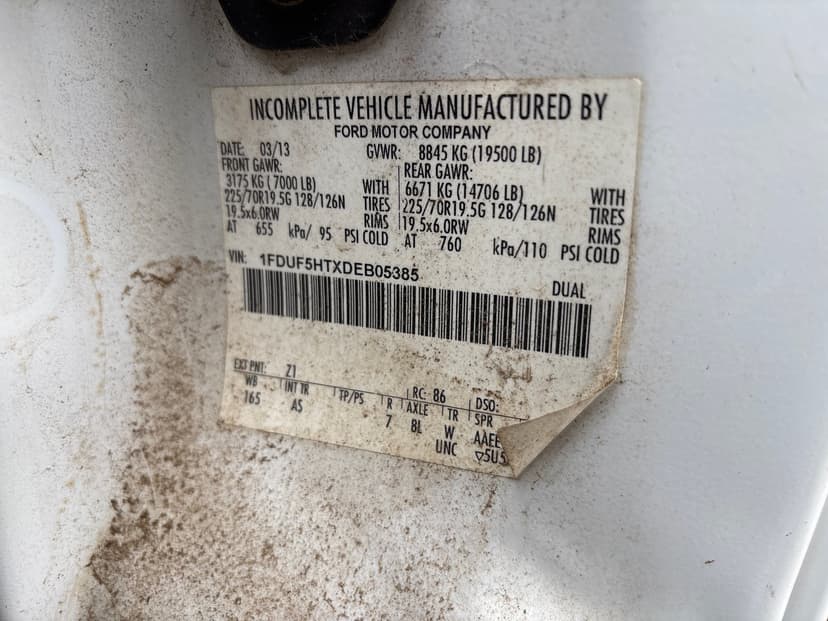 INCOMPLETE VEHICLE MANUFACTURED BY
FORD MOTOR COMPANY
DATE: 03/13 GVWR: 8845 KG (19500 LB)
FRONT GAWR: REAR GAWR:
3175 KG (7000 LB) WITH 6671 KG (14706 LB) WITH
225/70R19.5G 128/126N TIRES 225/70R19.5G 128/126N TIRES
19.5x6.0RW RIMS 19.5x6.0RW RIMS
AT 655 kPa/ 95 PSI COLD AT 760 kPa/110 PSI COLD
VIN: 1FDUF5HTXDEB05385 DUAL
EXT PNT: Z1 RC: 86 DSO:
WB INT TR TP/PS R AXLE TR SPR
165 AS 7 8L W AAEE
UNC ▽5U5